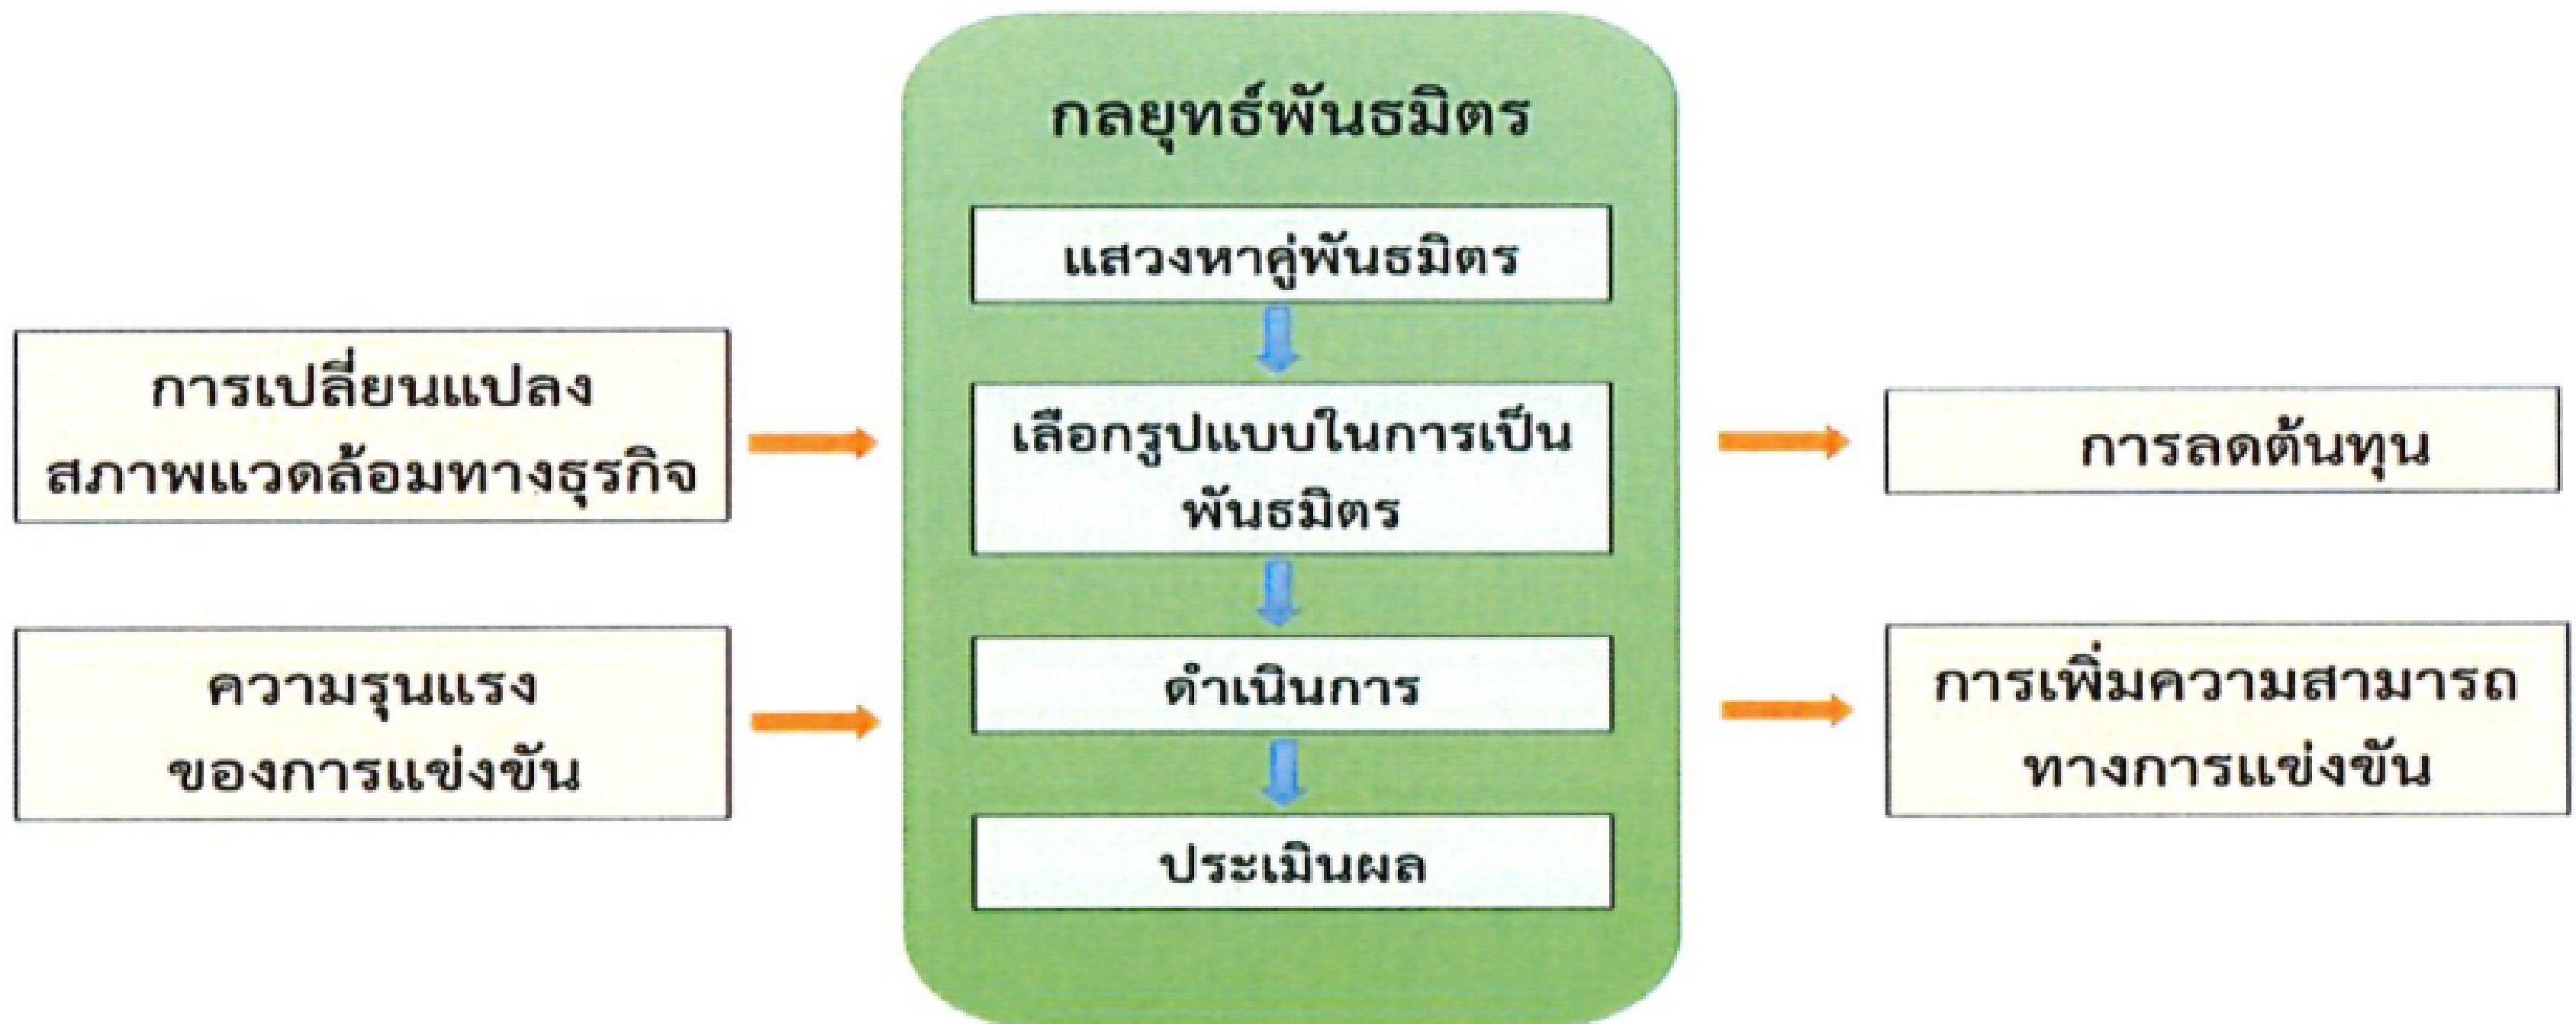 กลยุทธ์พันธมิตร
แสวงหาคู่พันธมิตร
เลือกรูปแบบในการเป็น
พันธมิตร
ดำเนินการ
ประเมินผล
การเปลี่ยนแปลง
สภาพแวดล้อมทางธุรกิจ
ความรุนแรง
ของการแข่งขัน
การลดต้นทุน
การเพิ่มความสามารถ
ทางการแข่งขัน